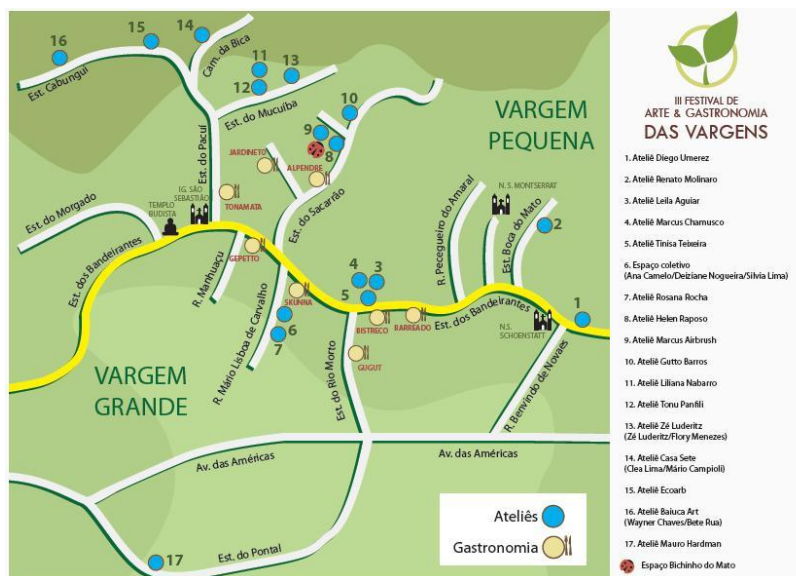 16
15
14
11
13
12
10
9
8
Est. Cabungui
Cam. da Bica
Est. do Mucuíba
Est. do Pacuí
VARGEM
PEQUENA
JARDINETO
ALPENDRE
IG. SÃO
SEBASTIÃO
TONAMATA
Est. do Morgado
TEMPLO
BUDISTA
Est. do Sacarrão
N. S. MONTSERRAT
R. Pecegueiro do Amaral
Est. Boca do Mato
2
GEPETTO
Est. dos Bandeirantes
R. Manhuaçu
4
3
5
SKUNNA
6
7
R. Mário Lisboa de Carvalho
BISTRECO
BARREADO
Est. dos Bandeirantes
N.S.
SCHOENSTATT
1
GUGUT
Est. do Rio Morto
R. Benvindo de Novaes
VARGEM
GRANDE
Av. das Américas
Av. das Américas
17
Est. do Pontal
Ateliês
Gastronomia
III FESTIVAL DE
ARTE & GASTRONOMIA
DAS VARGENS
1. Ateliê Diego Umerez
2. Ateliê Renato Molinaro
3. Ateliê Leila Aguiar
4. Ateliê Marcus Chamusco
5. Ateliê Tinisa Teixeira
6. Espaço coletivo
(Ana Camelo/Deiziane Nogueira/Silvia Lima)
7. Ateliê Rosana Rocha
8. Ateliê Helen Raposo
9. Ateliê Marcus Airbrush
10. Ateliê Gutto Barros
11. Ateliê Liliana Nabarro
12. Ateliê Tonu Panfili
13. Ateliê Zé Luderitz
(Zé Luderitz/Flory Menezes)
14. Ateliê Casa Sete
(Clea Lima/Mário Campioli)
15. Ateliê Ecoarb
16. Ateliê Baiuca Art
(Wayner Chaves/Bete Rua)
17. Ateliê Mauro Hardman
Espaço Bichinho do Mato